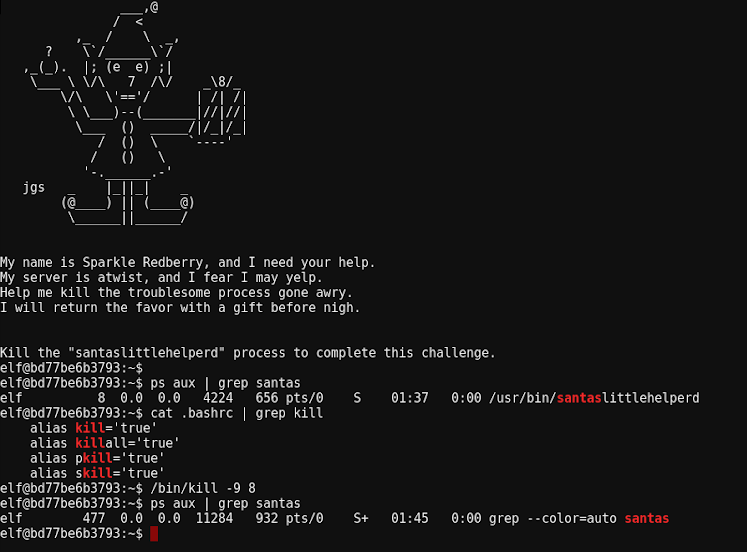 jgs
My name is Sparkle Redberry, and I need your help.
My server is atwist, and I fear I may yelp.
Help me kill the troublesome process gone awry.
I will return the favor with a gift before nigh.
Kill the "santaslittlehelperd" process to complete this challenge.
elf@bd77be6b3793:~$
elf@bd77be6b3793:~$ ps aux | grep santas
elf          8  0.0  0.0   4224   656 pts/0    S    01:37   0:00 /usr/bin/santaslittlehelperd
elf@bd77be6b3793:~$ cat .bashrc | grep kill
    alias kill='true'
    alias killall='true'
    alias pkill='true'
    alias skill='true'
elf@bd77be6b3793:~$ /bin/kill -9 8
elf@bd77be6b3793:~$ ps aux | grep santas
elf        477  0.0  0.0  11284   932 pts/0    S+   01:45   0:00 grep --color=auto santas
elf@bd77be6b3793:~$